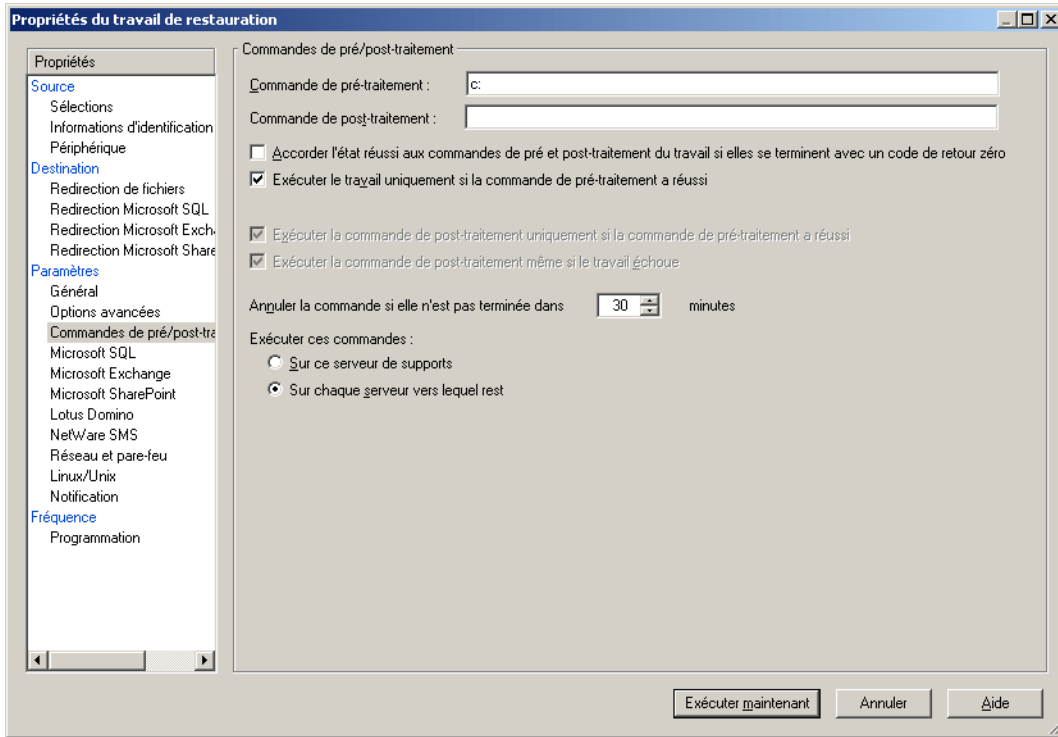 Propriétés du travail de restauration
Propriétés
Source
Sélections
Informations d'identification
Périphérique
Destination
Redirection de fichiers
Redirection Microsoft SQL
Redirection Microsoft Exch
Redirection Microsoft Share
Paramètres
Général
Options avancées
Commandes de pré/post-tra
Microsoft SQL
Microsoft Exchange
Microsoft SharePoint
Lotus Domino
NetWare SMS
Réseau et pare-feu
Linux/Unix
Notification
Fréquence
Programmation
Commandes de pré/post-traitement
Commande de pré-traitement : c:
Commande de post-traitement :
Accorder l'état réussi aux commandes de pré et post-traitement du travail si elles se terminent avec un code de retour zéro
Exécuter le travail uniquement si la commande de pré-traitement a réussi
Exécuter la commande de post-traitement uniquement si la commande de pré-traitement a réussi
Exécuter la commande de post-traitement même si le travail échoue
Annuler la commande si elle n'est pas terminée dans 30 minutes
Exécuter ces commandes :
Sur ce serveur de supports
Sur chaque serveur vers lequel rest
Exécuter maintenant Annuler Aide